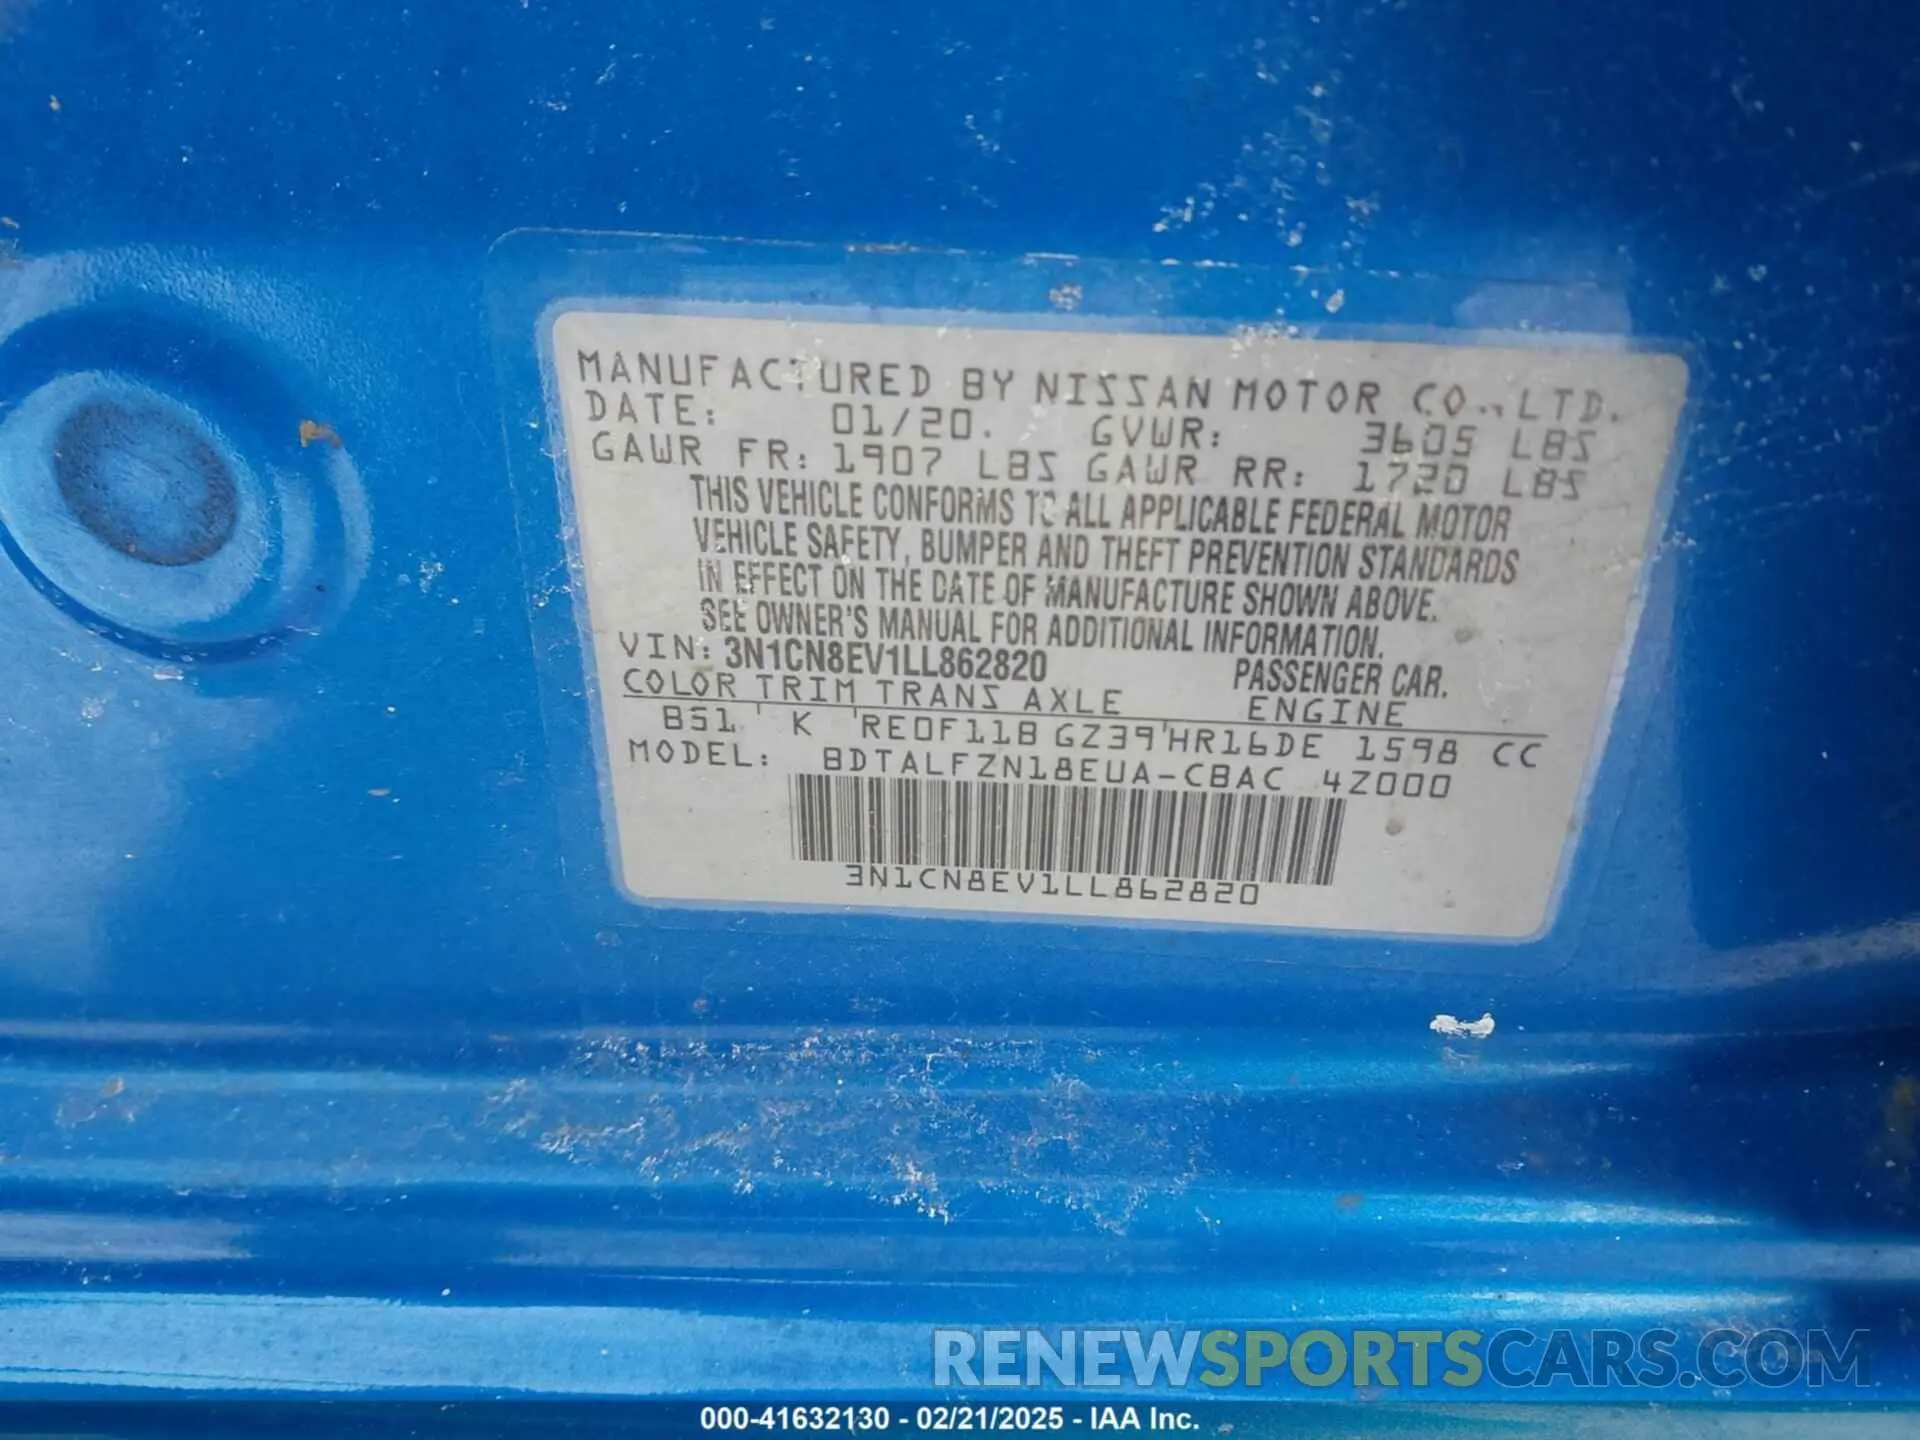 MANUFACTURED BY NISSAN MOTOR CO., LTD.
DATE: 01/20. GVWR: 3605 LBS
GAWR FR: 1907 LBS GAWR RR: 1720 LBS
THIS VEHICLE CONFORMS TO ALL APPLICABLE FEDERAL MOTOR
VEHICLE SAFETY, BUMPER AND THEFT PREVENTION STANDARDS
IN EFFECT ON THE DATE OF MANUFACTURE SHOWN ABOVE.
SEE OWNER'S MANUAL FOR ADDITIONAL INFORMATION.
VIN: 3N1CN8EV1LL862820 PASSENGER CAR.
COLOR TRIM TRANS AXLE ENGINE
B51 K RE0F11B GZ39 HR16DE 1598 CC
MODEL: BDTALFZN18EUA-CBAC 4Z000
3N1CN8EV1LL862820
RENEWSPORTSCARS.COM
000-41632130 - 02/21/2025 - IAA Inc.